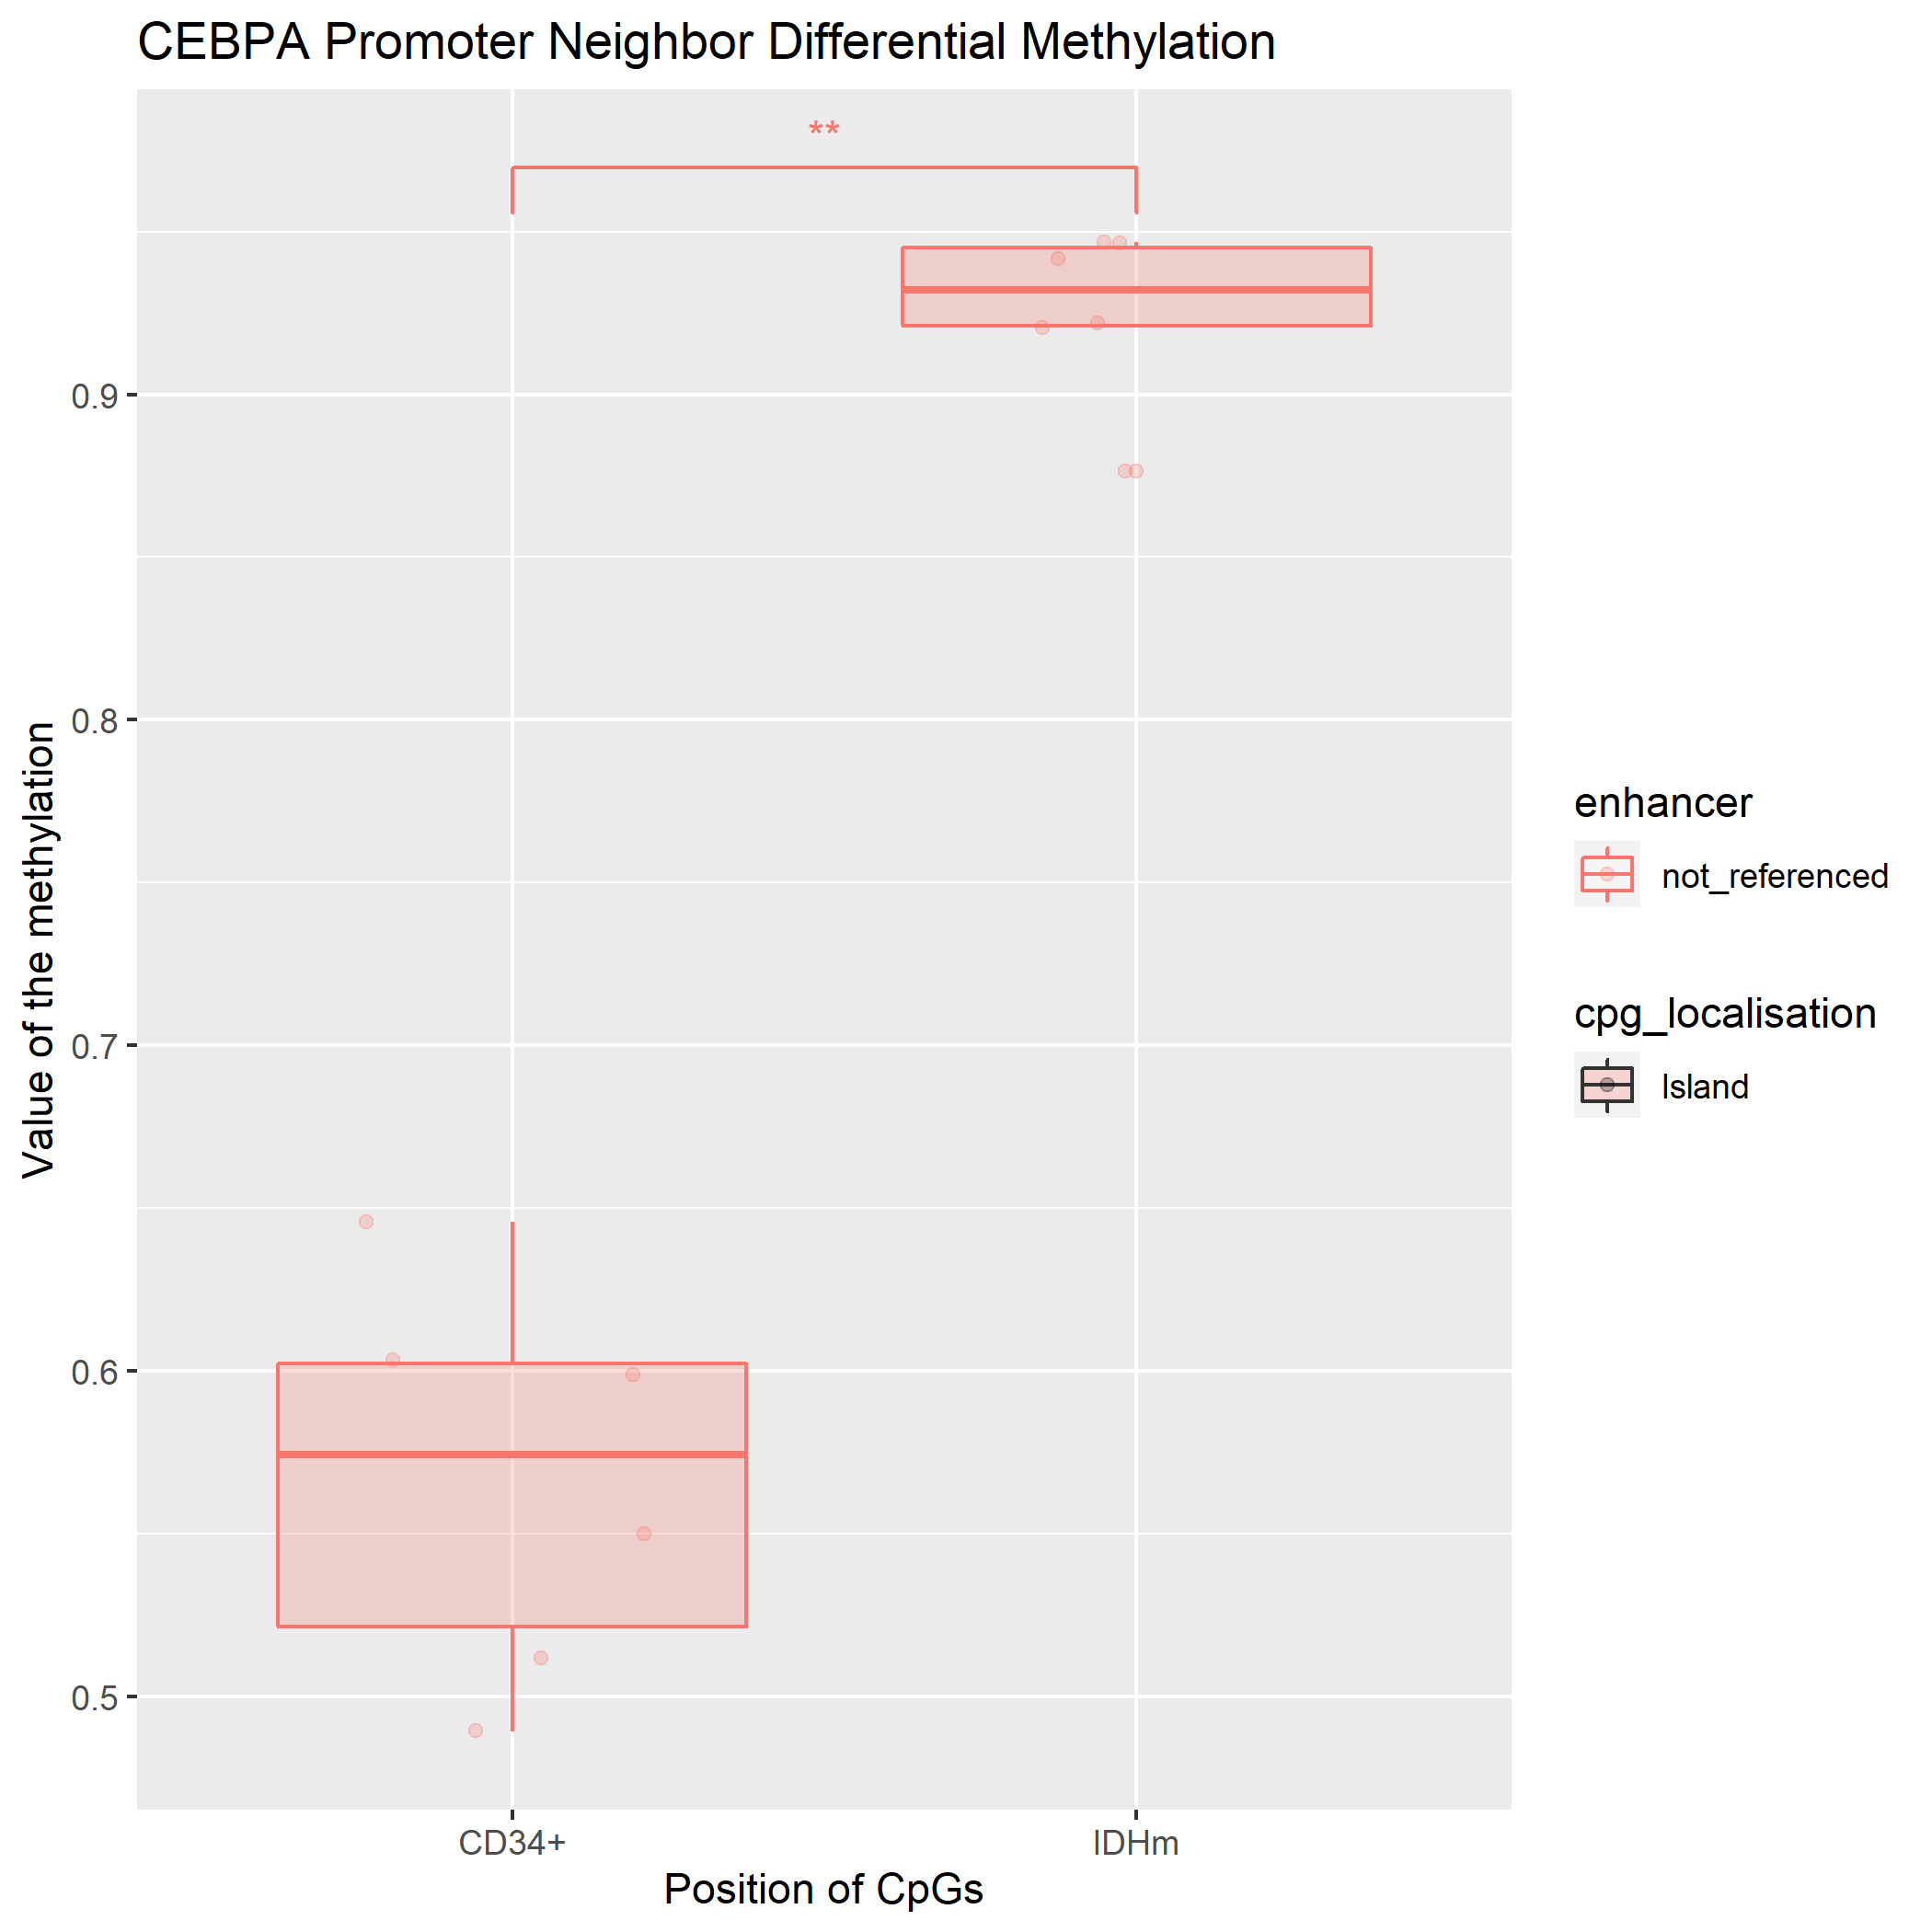 CEBPA Promoter Neighbor Differential Methylation
**
0.9
0.8
0.7
0.6
0.5
Value of the methylation
CD34+
IDHm
Position of CpGs
enhancer
not_referenced
cpg_localisation
Island